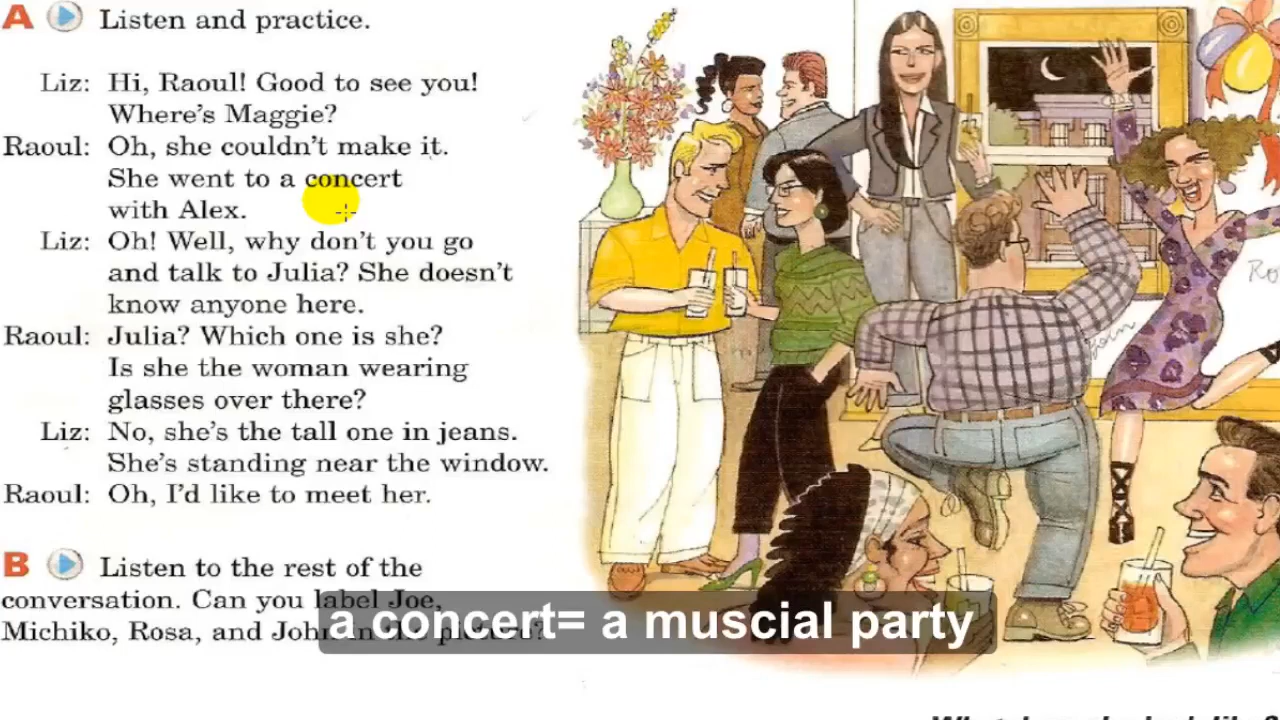 A Listen and practice.
Liz: Hi, Raoul! Good to see you!
Where's Maggie?
Raoul: Oh, she couldn't make it.
She went to a concert
with Alex.
Liz: Oh! Well, why don't you go
and talk to Julia? She doesn't
know anyone here.
Raoul: Julia? Which one is she?
Is she the woman wearing
glasses over there?
Liz: No, she's the tall one in jeans.
She's standing near the window.
Raoul: Oh, I'd like to meet her.
B Listen to the rest of the
conversation. Can you label Joe,
Michiko, Rosa, and John in the picture?
a concert= a muscial party
John